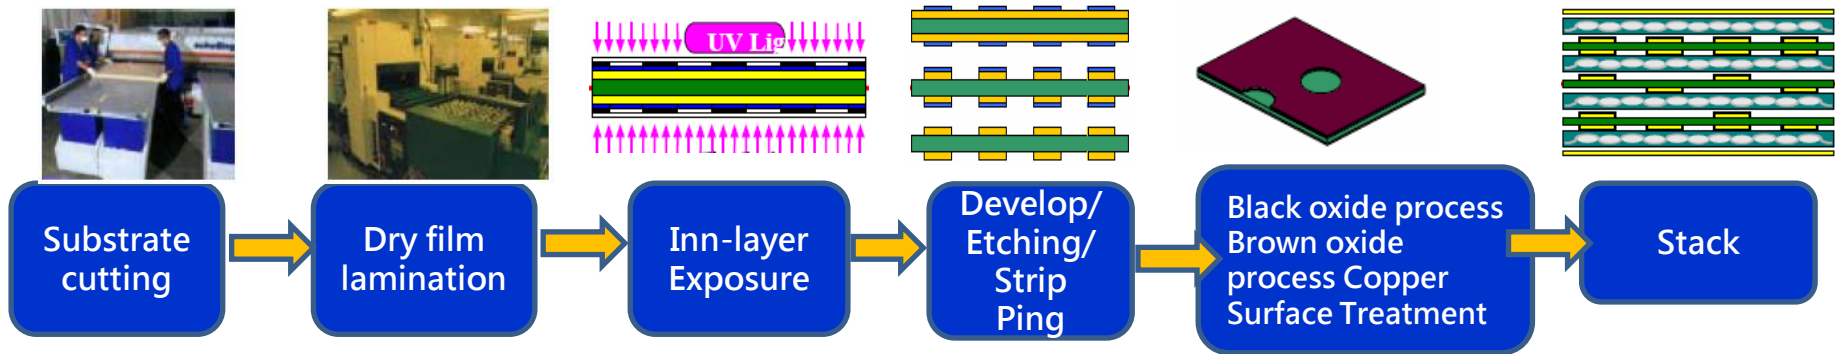 UV Lig
Substrate
cutting
Dry film
lamination
Inn-layer
Exposure
Develop/
Etching/
Strip
Ping
Black oxide process
Brown oxide
process Copper
Surface Treatment
Stack